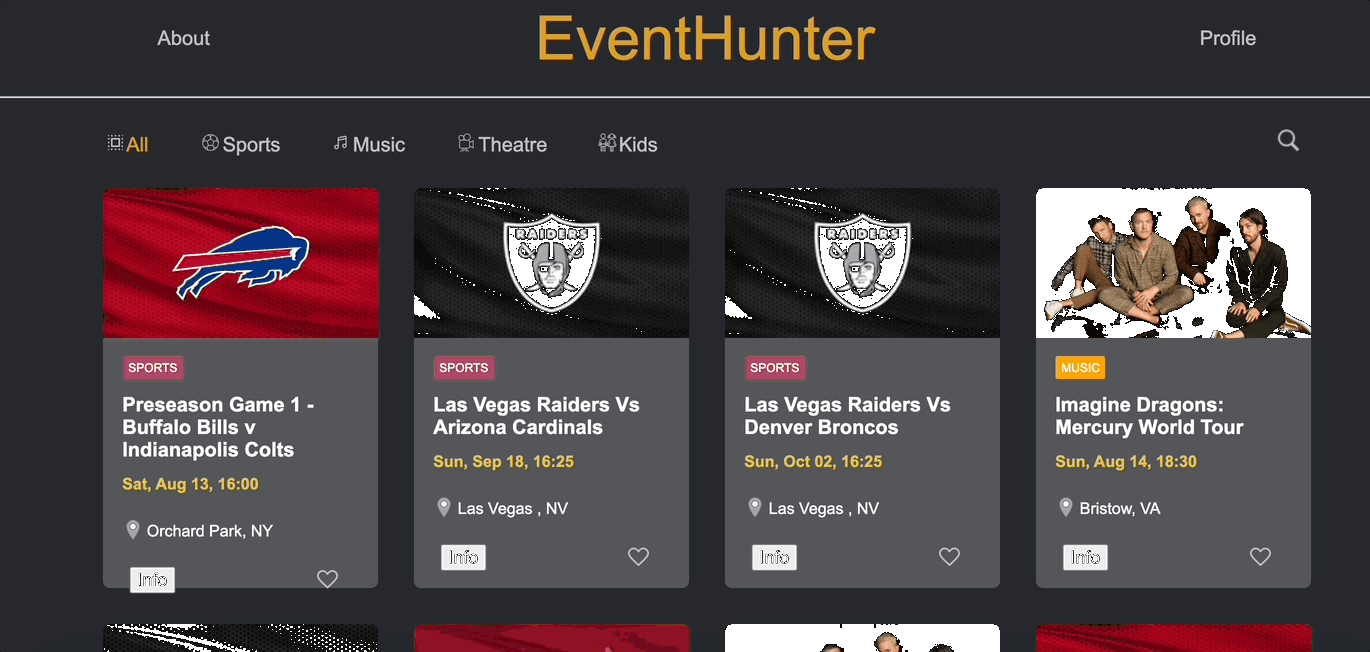 About
EventHunter
Profile
All
Sports
Music
Theatre
Kids
RAIDERS
RAIDERS
SPORTS
SPORTS
SPORTS
MUSIC
Preseason Game 1 -
Buffalo Bills v
Indianapolis Colts
Sat, Aug 13, 16:00
Orchard Park, NY
Info
Las Vegas Raiders Vs
Arizona Cardinals
Sun, Sep 18, 16:25
Las Vegas , NV
Info
Las Vegas Raiders Vs
Denver Broncos
Sun, Oct 02, 16:25
Las Vegas , NV
Info
Imagine Dragons:
Mercury World Tour
Sun, Aug 14, 18:30
Bristow, VA
Info